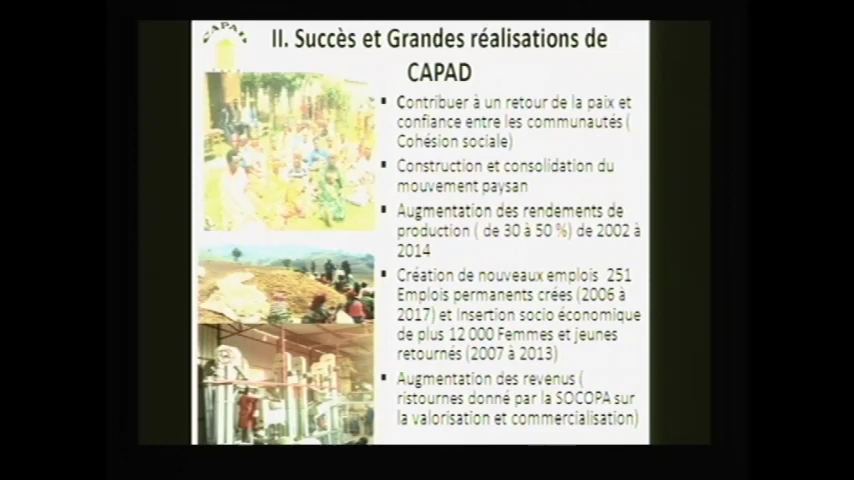 CAPAD
II. Succès et Grandes réalisations de
CAPAD
▪ Contribuer à un retour de la paix et
confiance entre les communautés (
Cohésion sociale)
▪ Construction et consolidation du
mouvement paysan
▪ Augmentation des rendements de
production ( de 30 à 50 %) de 2002 à
2014
▪ Création de nouveaux emplois 251
Emplois permanents crées (2006 à
2017) et Insertion socio économique
de plus 12 000 Femmes et jeunes
retournés (2007 à 2013)
▪ Augmentation des revenus (
ristournes donné par la SOCOPA sur
la valorisation et commercialisation)